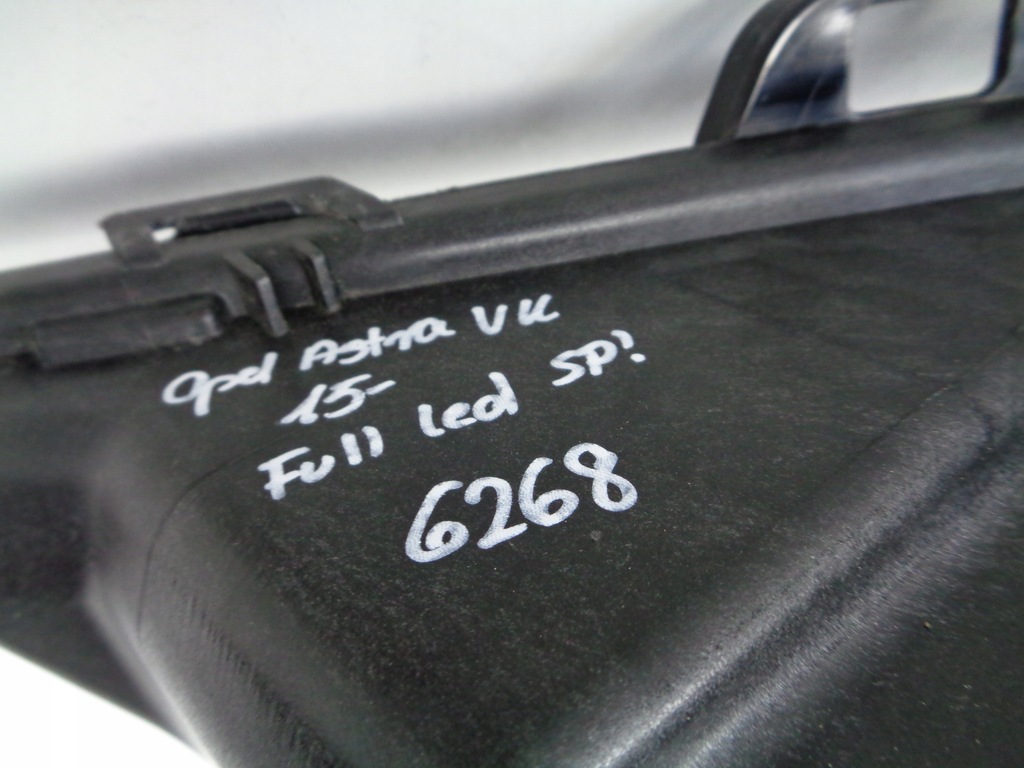 Opel Astra V K
15-
Full led SP!
6268